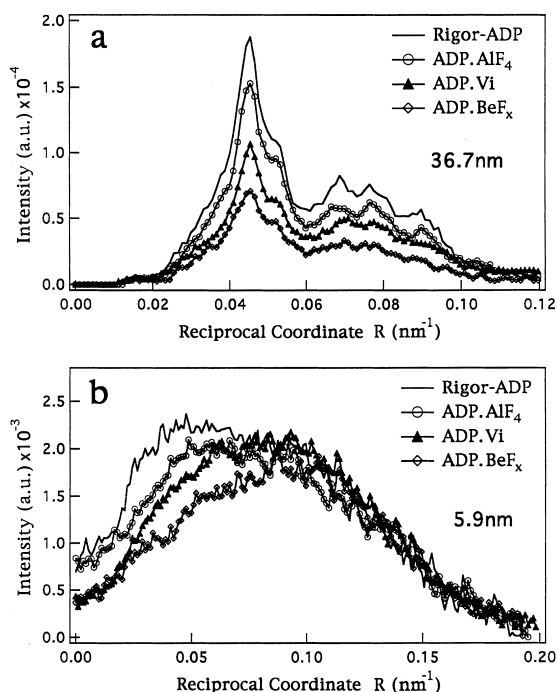 a
Rigor-ADP
ADP.AlF4
ADP.Vi
ADP.BeFx
36.7nm
Intensity (a.u.) x10-4
2.0
1.5
1.0
0.5
0.0
0.00 0.02 0.04 0.06 0.08 0.10 0.12
Reciprocal Coordinate R (nm-1)
b
Rigor-ADP
ADP.AlF4
ADP.Vi
ADP.BeFx
5.9nm
Intensity (a.u.) x10-3
2.5
2.0
1.5
1.0
0.5
0.0
0.00 0.05 0.10 0.15 0.20
Reciprocal Coordinate R (nm-1)